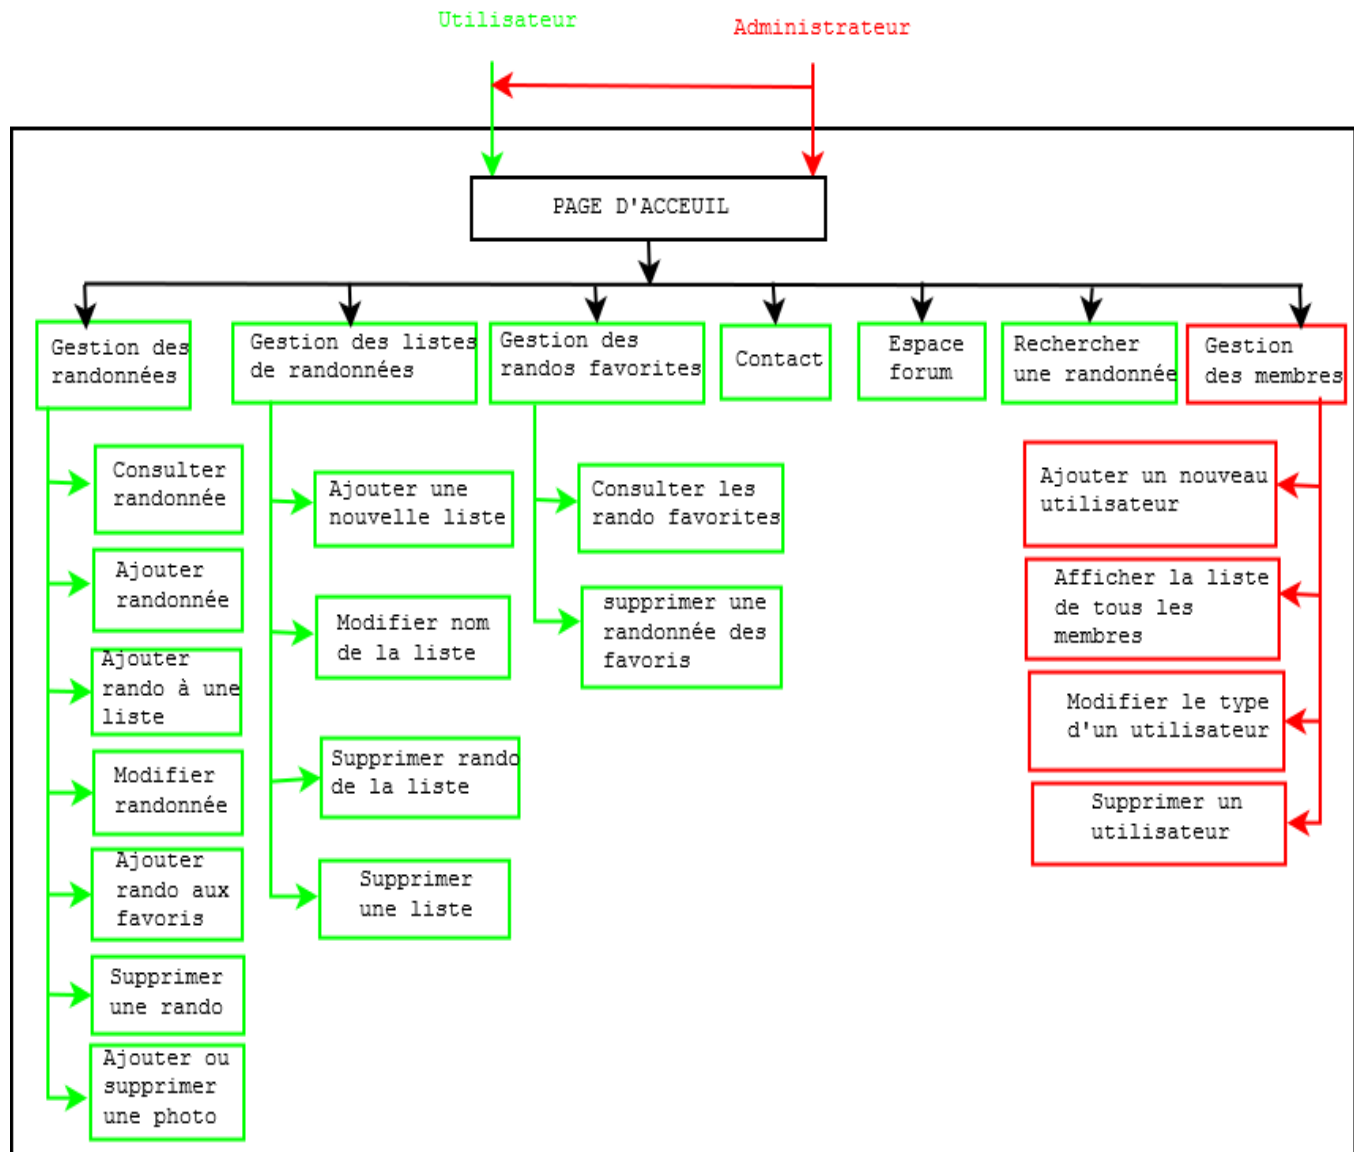 Utilisateur
Administrateur
PAGE D'ACCEUIL
Gestion des
randonnées
Gestion des listes
de randonnées
Gestion des
randos favorites
Contact
Espace
forum
Rechercher
une randonnée
Gestion
des membres
Consulter
randonnée
Ajouter
randonnée
Ajouter
rando à une
liste
Modifier
randonnée
Ajouter
rando aux
favoris
Supprimer
une rando
Ajouter ou
supprimer
une photo
Ajouter une
nouvelle liste
Modifier nom
de la liste
Supprimer rando
de la liste
Supprimer
une liste
Consulter les
rando favorites
supprimer une
randonnée des
favoris
Ajouter un nouveau
utilisateur
Afficher la liste
de tous les
membres
Modifier le type
d'un utilisateur
Supprimer un
utilisateur